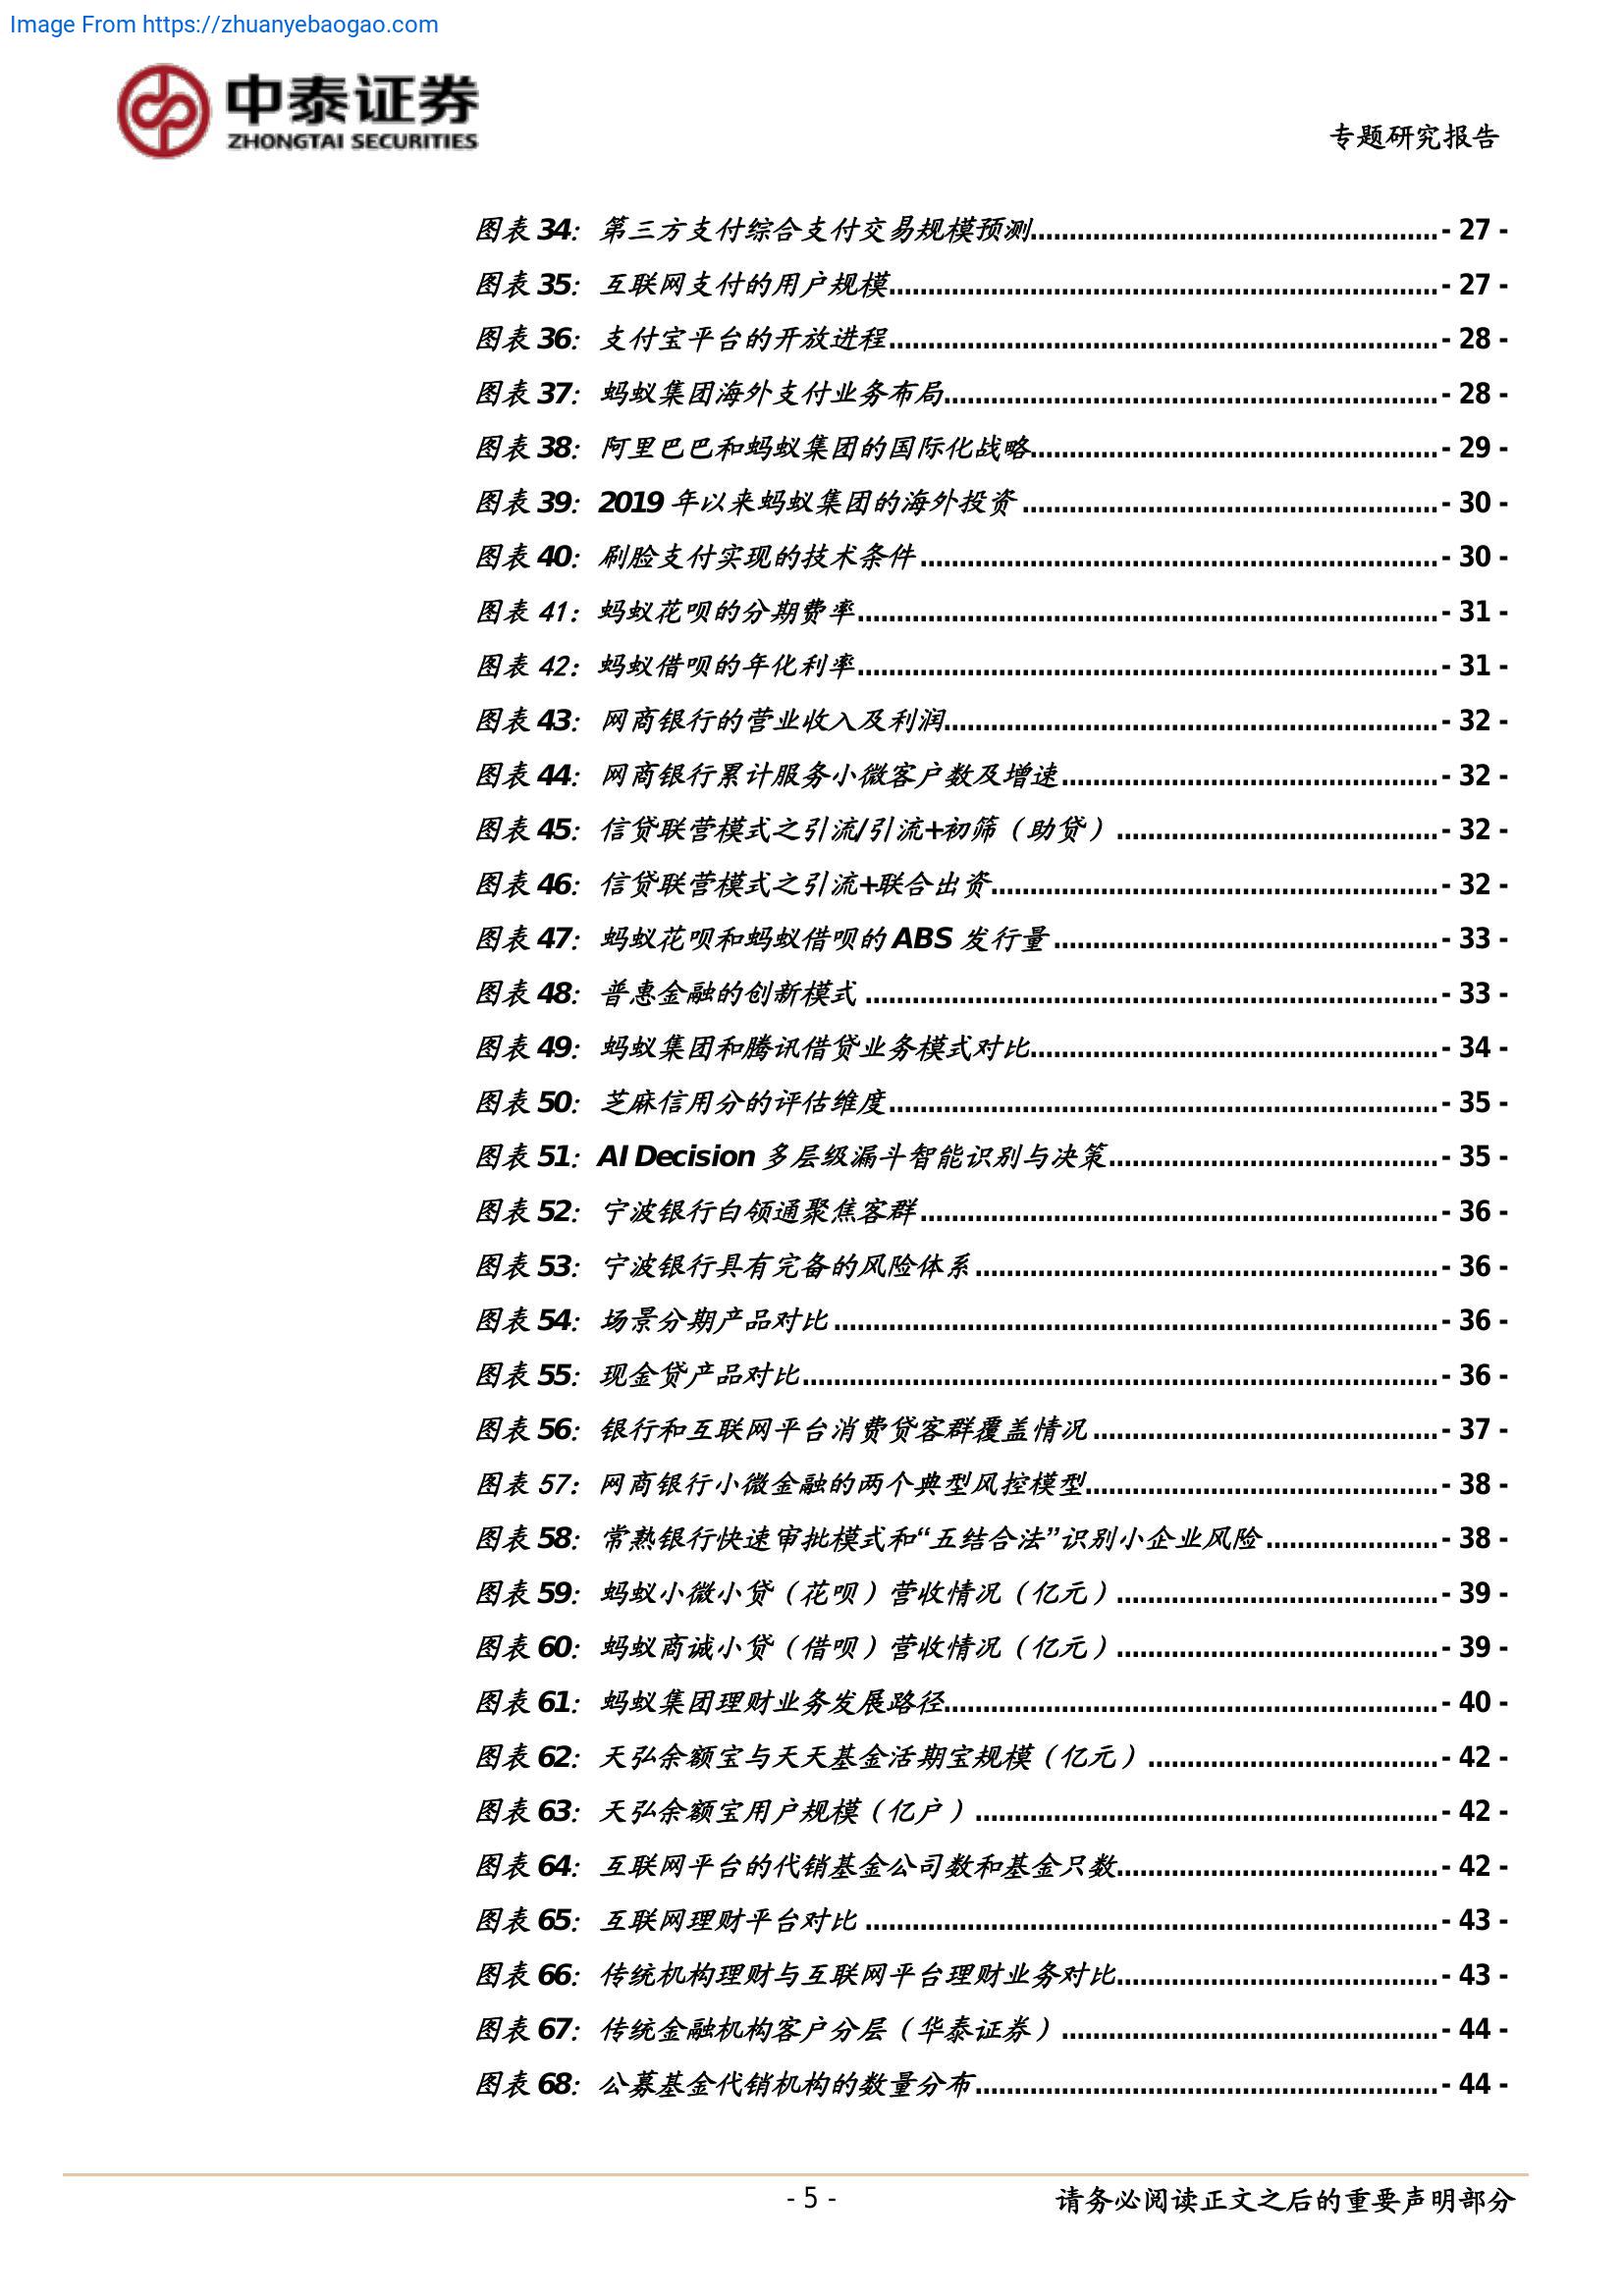 Image From https://zhuanyebaogao.com
中泰证券
ZHONGTAI SECURITIES
专题研究报告
图表 34：第三方支付综合支付交易规模预测....................................................- 27 -
图表 35：互联网支付的用户规模......................................................................- 27 -
图表 36：支付宝平台的开放进程......................................................................- 28 -
图表 37：蚂蚁集团海外支付业务布局...............................................................- 28 -
图表 38：阿里巴巴和蚂蚁集团的国际化战略....................................................- 29 -
图表 39：2019 年以来蚂蚁集团的海外投资 .....................................................- 30 -
图表 40：刷脸支付实现的技术条件 ..................................................................- 30 -
图表 41：蚂蚁花呗的分期费率..........................................................................- 31 -
图表 42：蚂蚁借呗的年化利率..........................................................................- 31 -
图表 43：网商银行的营业收入及利润...............................................................- 32 -
图表 44：网商银行累计服务小微客户数及增速................................................- 32 -
图表 45：信贷联营模式之引流/引流+初筛（助贷） .........................................- 32 -
图表 46：信贷联营模式之引流+联合出资.........................................................- 32 -
图表 47：蚂蚁花呗和蚂蚁借呗的 ABS 发行量 .................................................- 33 -
图表 48：普惠金融的创新模式 .........................................................................- 33 -
图表 49：蚂蚁集团和腾讯借贷业务模式对比....................................................- 34 -
图表 50：芝麻信用分的评估维度......................................................................- 35 -
图表 51：AI Decision 多层级漏斗智能识别与决策..........................................- 35 -
图表 52：宁波银行白领通聚焦客群..................................................................- 36 -
图表 53：宁波银行具有完备的风险体系 ...........................................................- 36 -
图表 54：场景分期产品对比 .............................................................................- 36 -
图表 55：现金贷产品对比.................................................................................- 36 -
图表 56：银行和互联网平台消费贷客群覆盖情况 ............................................- 37 -
图表 57：网商银行小微金融的两个典型风控模型.............................................- 38 -
图表 58：常熟银行快速审批模式和“五结合法”识别小企业风险 ......................- 38 -
图表 59：蚂蚁小微小贷（花呗）营收情况（亿元）.........................................- 39 -
图表 60：蚂蚁商诚小贷（借呗）营收情况（亿元）.........................................- 39 -
图表 61：蚂蚁集团理财业务发展路径...............................................................- 40 -
图表 62：天弘余额宝与天天基金活期宝规模（亿元） .....................................- 42 -
图表 63：天弘余额宝用户规模（亿户） ...........................................................- 42 -
图表 64：互联网平台的代销基金公司数和基金只数.........................................- 42 -
图表 65：互联网理财平台对比 .........................................................................- 43 -
图表 66：传统机构理财与互联网平台理财业务对比.........................................- 43 -
图表 67：传统金融机构客户分层（华泰证券） ................................................- 44 -
图表 68：公募基金代销机构的数量分布...........................................................- 44 -
- 5 -
请务必阅读正文之后的重要声明部分